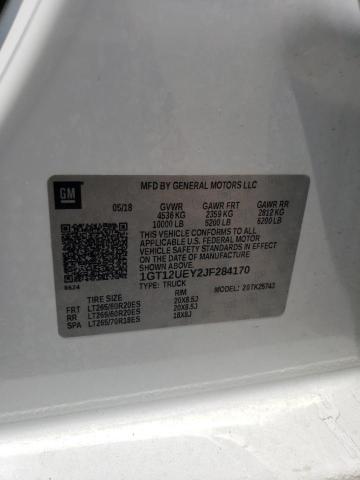 GM
MFD BY GENERAL MOTORS LLC
05/18 GVWR GAWR FRT GAWR RR
4536 KG 2359 KG 2812 KG
10000 LB 5200 LB 6200 LB
THIS VEHICLE CONFORMS TO ALL APPLICABLE
U.S. FEDERAL MOTOR VEHICLE SAFETY
STANDARDS IN EFFECT ON THE DATE OF
MANUFACTURE SHOWN ABOVE.
1GT12UEY2JF284170
TYPE: TRUCK MODEL:
TIRE SIZE RIM
FRT LT265/60R20ES 20X8.5J
RR LT265/60R20ES 20X8.5J
SPA LT265/70R18ES 18X8J